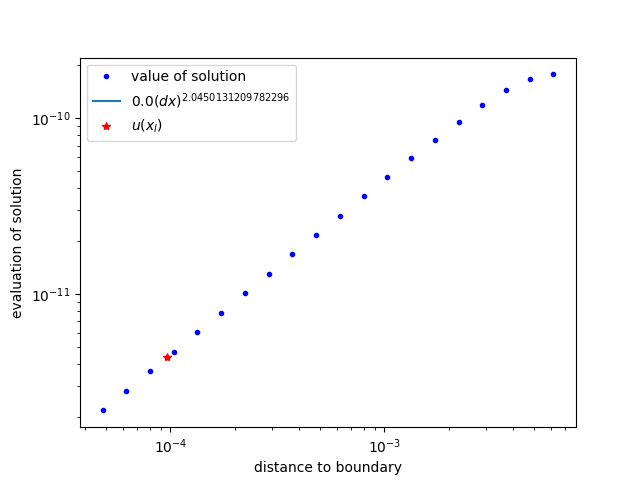 value of solution
0.0(dx)^2.0450131209782296
u(x_l)
evaluation of solution
10^-10
10^-11
10^-4
10^-3
distance to boundary